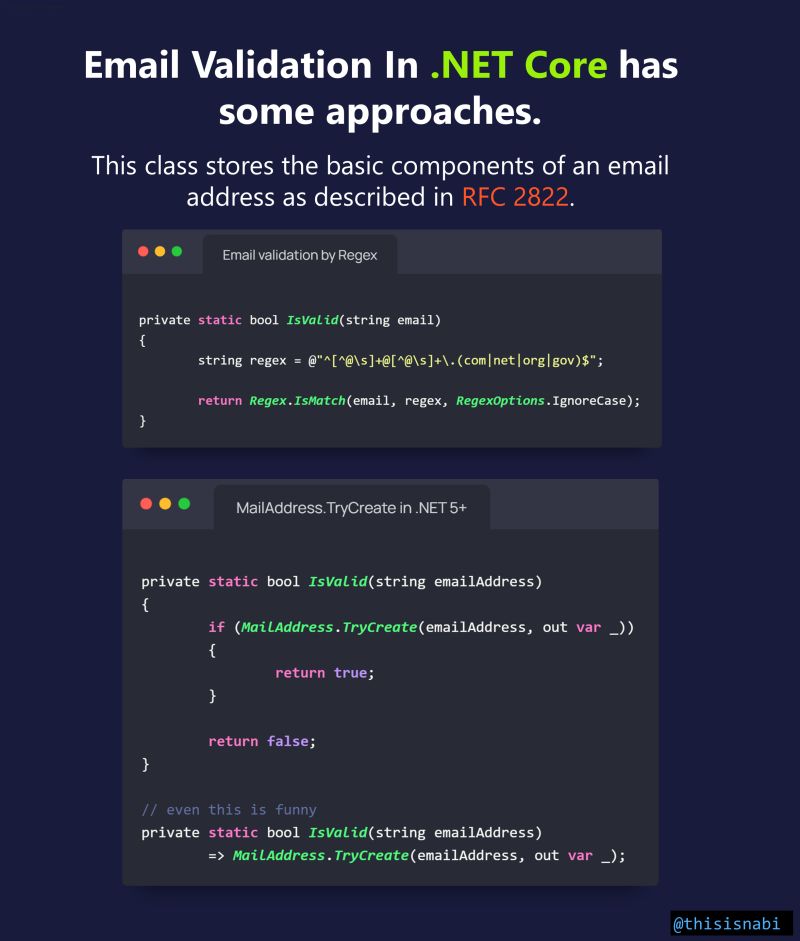 Email Validation In .NET Core has
some approaches.
This class stores the basic components of an email
address as described in RFC 2822.
Email validation by Regex
private static bool IsValid(string email)
{
string regex = @"^[^@\s]+@[^@\s]+\.(com|net|org|gov)$";
return Regex.IsMatch(email, regex, RegexOptions.IgnoreCase);
}
MailAddress.TryCreate in .NET 5+
private static bool IsValid(string emailAddress)
{
if (MailAddress.TryCreate(emailAddress, out var _))
{
return true;
}
return false;
}
// even this is funny
private static bool IsValid(string emailAddress)
=> MailAddress.TryCreate(emailAddress, out var _);
@thisisnabi